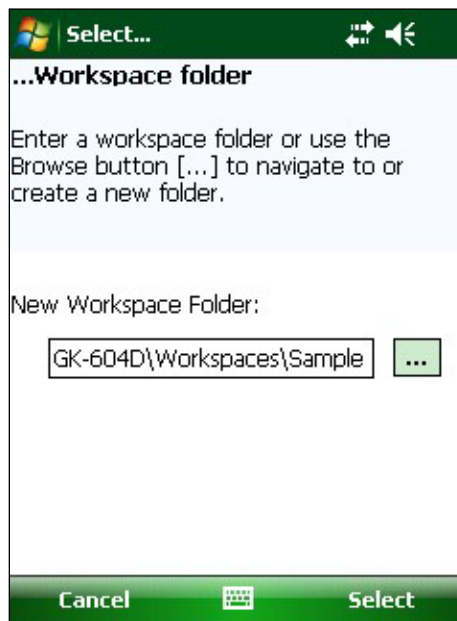 Select...
...Workspace folder
Enter a workspace folder or use the
Browse button [...] to navigate to or
create a new folder.
New Workspace Folder:
GK-604D\Workspaces\Sample
...
Cancel
Select